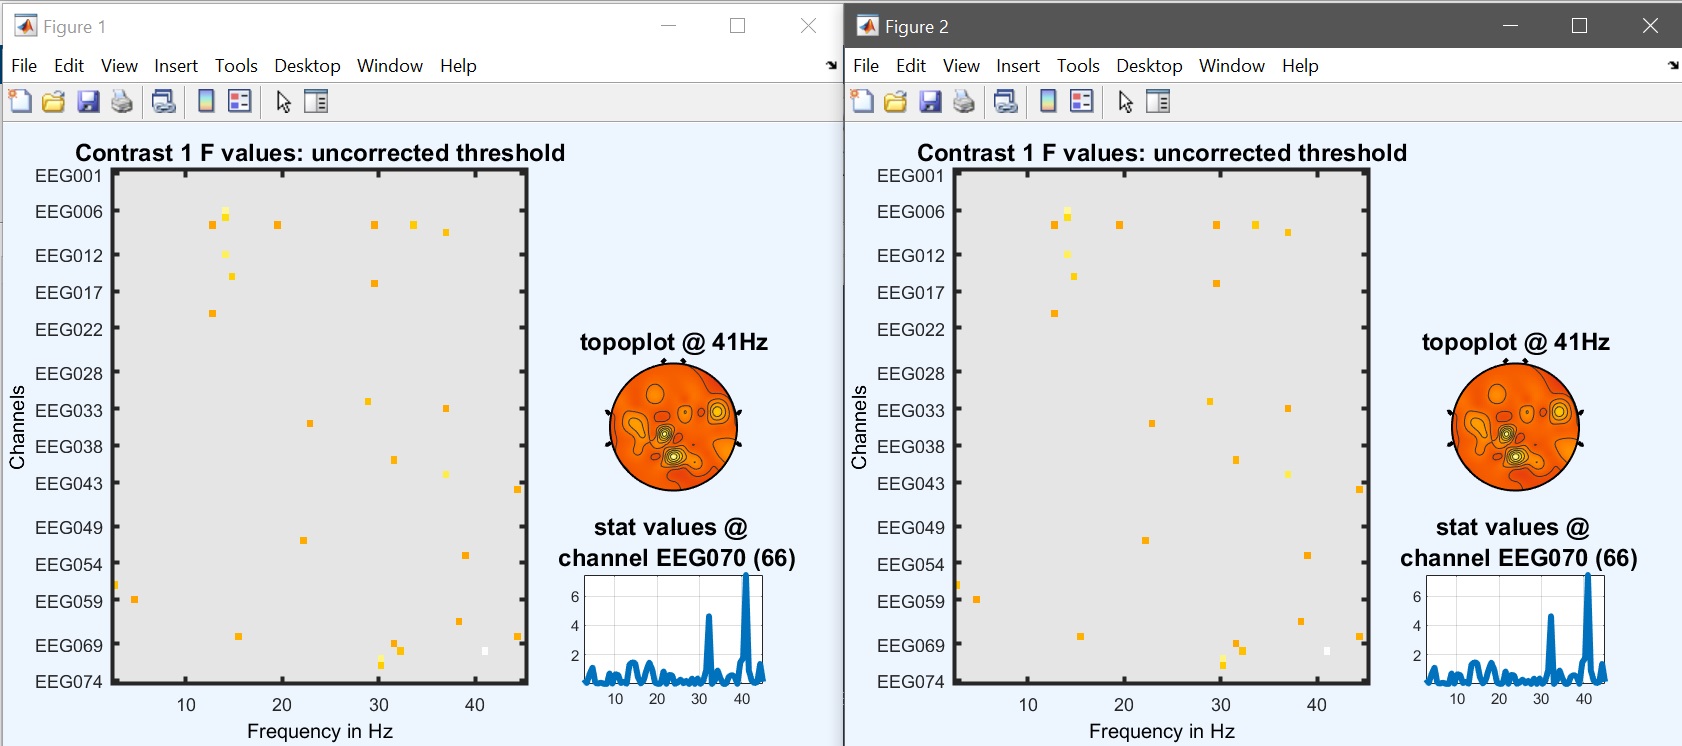 Figure 1
File Edit View Insert Tools Desktop Window Help
Contrast 1 F values: uncorrected threshold
EEG001
EEG006
EEG012
EEG017
EEG022
EEG028
EEG033
EEG038
EEG043
EEG049
EEG054
EEG059
EEG069
EEG074
Channels
10 20 30 40
Frequency in Hz
topoplot @ 41Hz
stat values @
channel EEG070 (66)
6
4
2
10 20 30 40
Figure 2
File Edit View Insert Tools Desktop Window Help
Contrast 1 F values: uncorrected threshold
EEG001
EEG006
EEG012
EEG017
EEG022
EEG028
EEG033
EEG038
EEG043
EEG049
EEG054
EEG059
EEG069
EEG074
Channels
10 20 30 40
Frequency in Hz
topoplot @ 41Hz
stat values @
channel EEG070 (66)
6
4
2
10 20 30 40